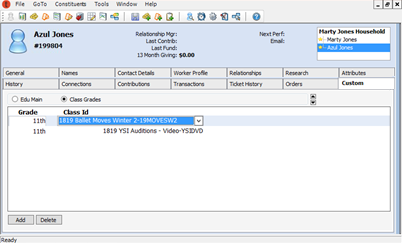 File GoTo Constituents Tools Window Help
Azul Jones
#199804
Relationship Mgr:
Last Contrib:
Last Fund:
13 Month Giving: $0.00
Next Perf:
Email:
Marty Jones Household
Marty Jones
Azul Jones
General Names Contact Details Worker Profile Relationships Research Attributes
History Connections Contributions Transactions Ticket History Orders Custom
Edu Main Class Grades
Grade Class Id
11th 1819 Ballet Moves Winter 2-19MOVESW2
11th 1819 YSI Auditions - Video-YSIDVD
Add Delete
Ready